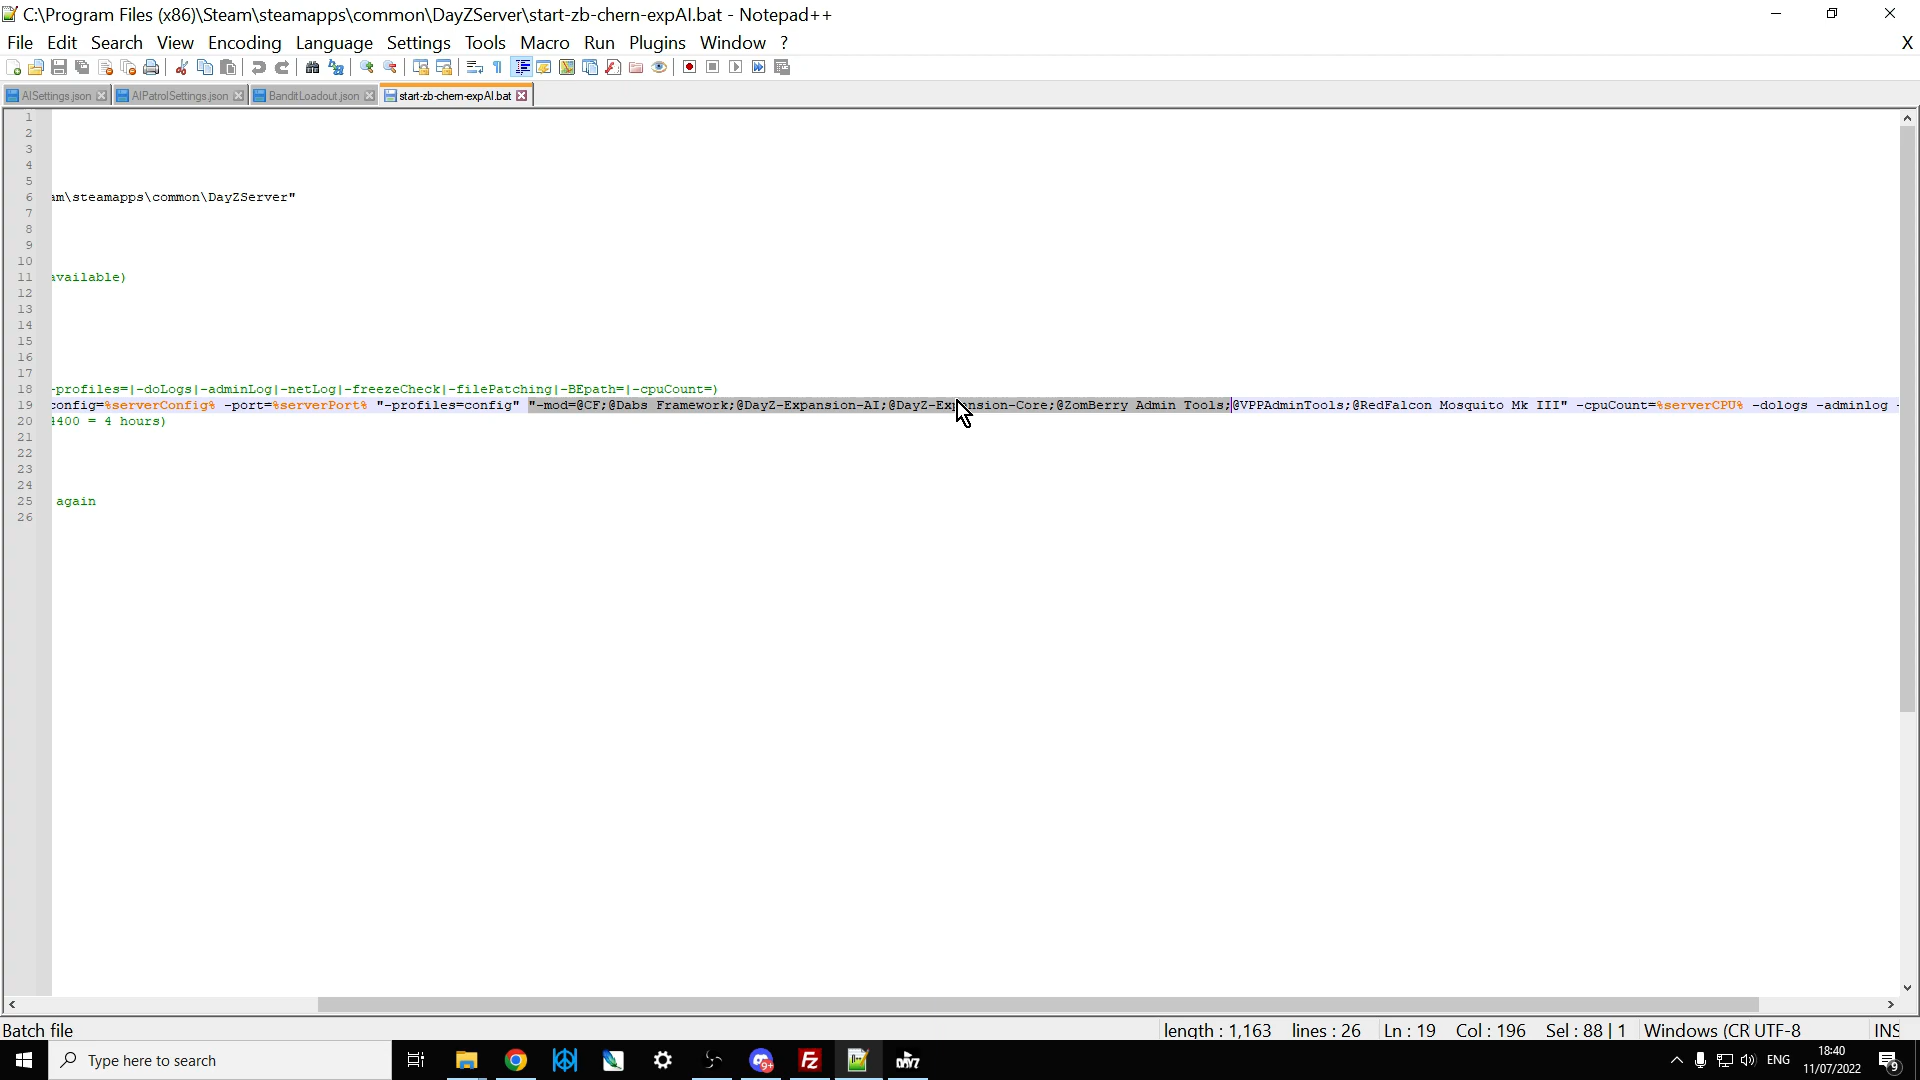 C:\Program Files (x86)\Steam\steamapps\common\DayZServer\start-zb-chern-expAI.bat - Notepad++
File Edit Search View Encoding Language Settings Tools Macro Run Plugins Window ? X
AISettings.json AIPatrolSettings.json BanditLoadout.json start-zb-chern-expAI.bat
1
2
3
4
5
6 am\steamapps\common\DayZServer"
7
8
9
10
11 available)
12
13
14
15
16
17
18 -profiles=|-doLogs|-adminLog|-netLog|-freezeCheck|-filePatching|-BEpath=|-cpuCount=)
19 config=%serverConfig% -port=%serverPort% "-profiles=config" "-mod=@CF;@Dabs Framework;@DayZ-Expansion-AI;@DayZ-Expansion-Core;@ZomBerry Admin Tools;@VPPAdminTools;@RedFalcon Mosquito Mk III" -cpuCount=%serverCPU% -dologs -adminlog -
20 4400 = 4 hours)
21
22
23
24
25 again
26
Batch file length : 1,163 lines : 26 Ln : 19 Col : 196 Sel : 88 | 1 Windows (CR UTF-8 INS
Type here to search ENG 18:40
11/07/2022 9